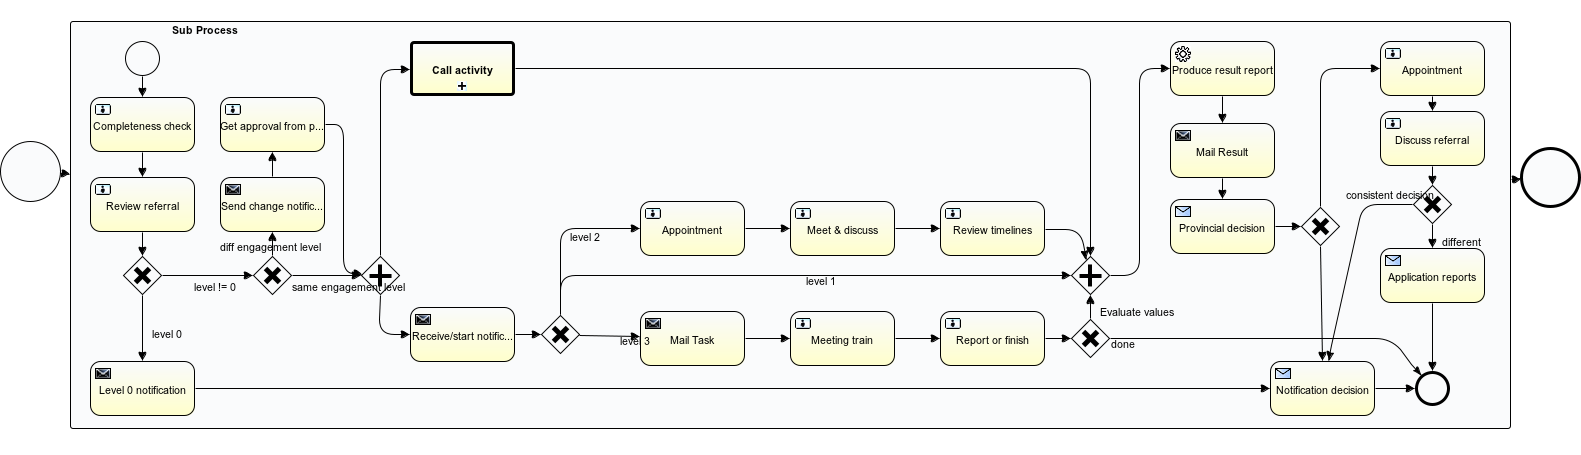 Sub Process
Call activity
Produce result report
Appointment
Completeness check
Get approval from p...
Discuss referral
Mail Result
consistent decision
Review referral
Send change notific...
Provincial decision
Appointment
Meet & discuss
Review timelines
level 2
different
diff engagement level
Application reports
level != 0
same engagement level
level 1
Evaluate values
level 0
Receive/start notific...
level 3
Mail Task
Meeting train
Report or finish
done
Level 0 notification
Notification decision